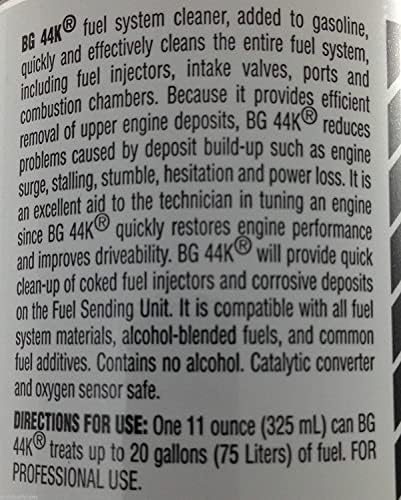 BG 44K® fuel system cleaner, added to gasoline,
quickly and effectively cleans the entire fuel system,
including fuel injectors, intake valves, ports and
combustion chambers. Because it provides efficient
removal of upper engine deposits, BG 44K® reduces
problems caused by deposit build-up such as engine
surge, stalling, stumble, hesitation and power loss. It is
an excellent aid to the technician in tuning an engine
since BG 44K® quickly restores engine performance
and improves driveability. BG 44K® will provide quick
clean-up of coked fuel injectors and corrosive deposits
on the Fuel Sending Unit. It is compatible with all fuel
system materials, alcohol-blended fuels, and common
fuel additives. Contains no alcohol. Catalytic converter
and oxygen sensor safe.
DIRECTIONS FOR USE: One 11 ounce (325 mL) can BG
44K® treats up to 20 gallons (75 Liters) of fuel. FOR
PROFESSIONAL USE.